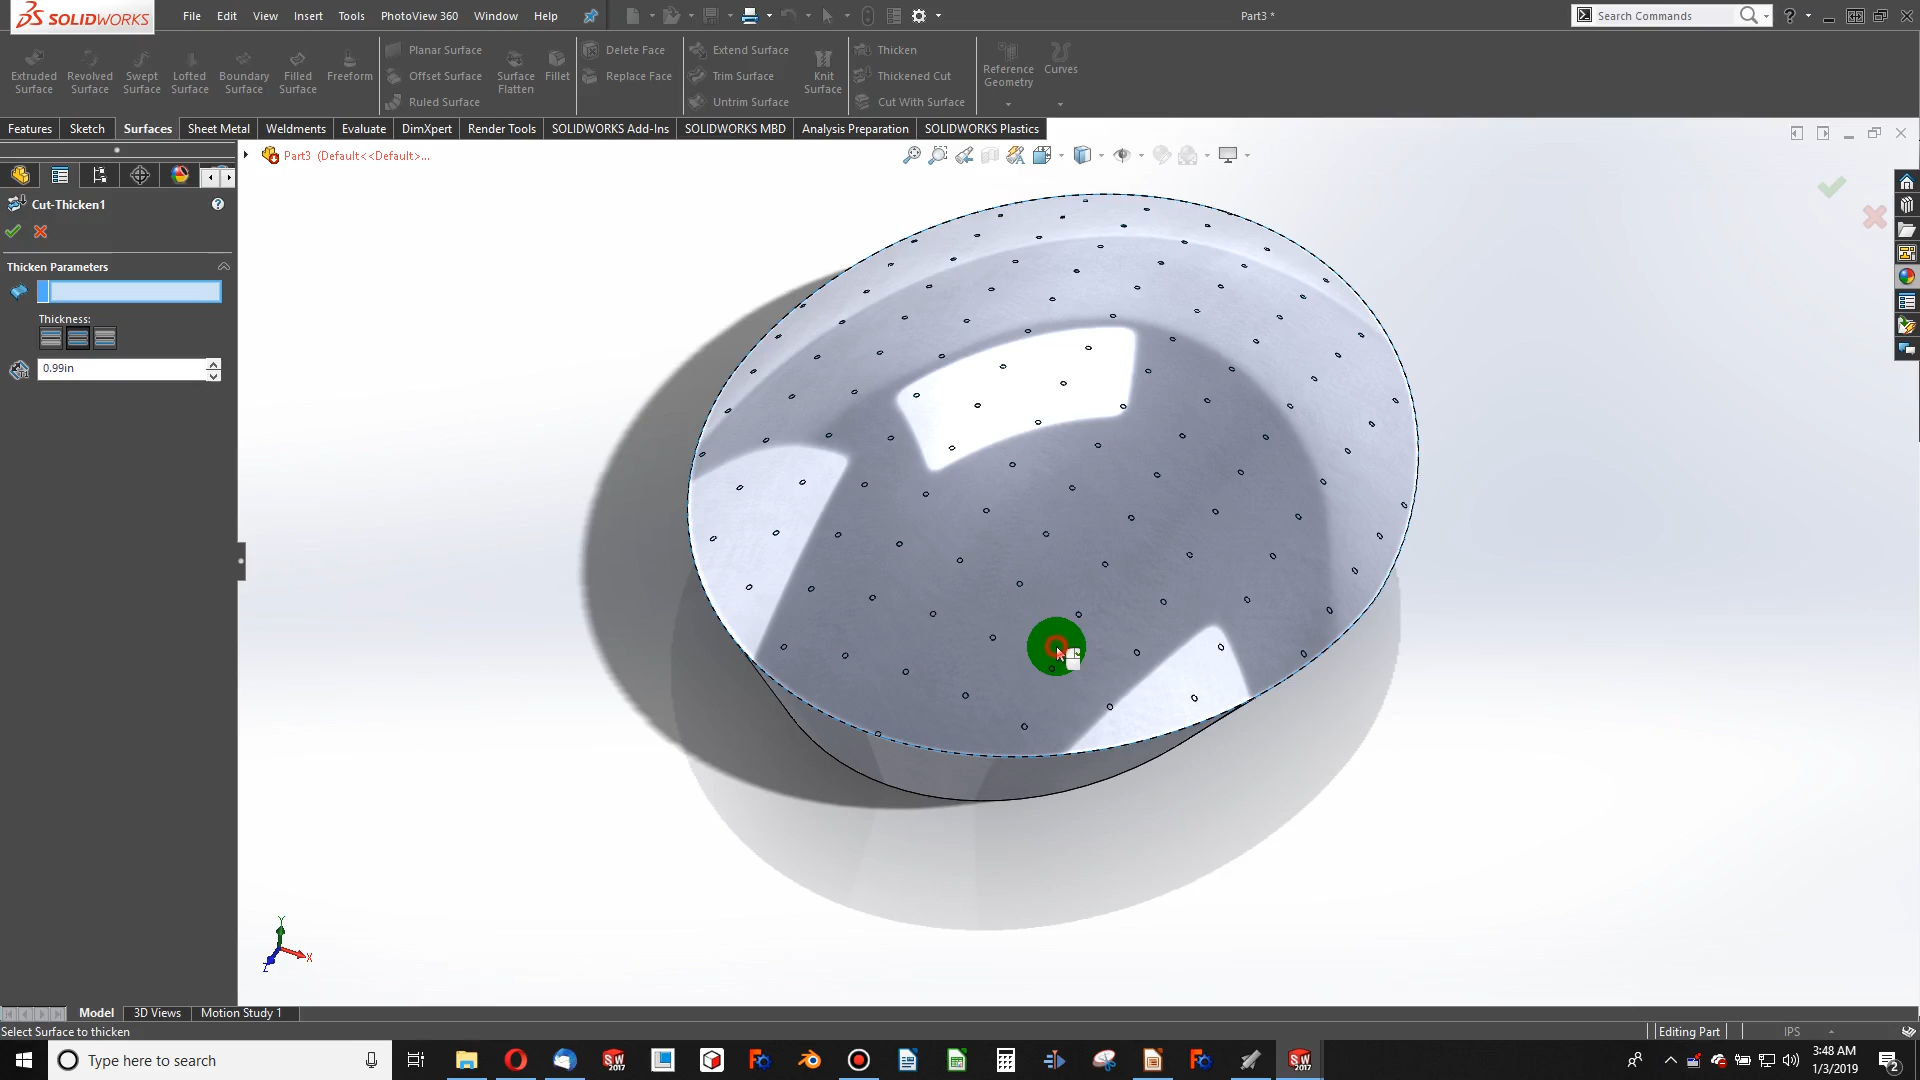 SOLIDWORKS File Edit View Insert Tools PhotoView 360 Window Help Part3 * Search Commands ?
Extruded Surface
Revolved Surface
Swept Surface
Lofted Surface
Boundary Surface
Filled Surface
Freeform
Planar Surface
Offset Surface
Ruled Surface
Surface Flatten
Fillet
Delete Face
Replace Face
Extend Surface
Trim Surface
Untrim Surface
Knit Surface
Thicken
Thickened Cut
Cut With Surface
Reference Geometry
Curves
Features Sketch Surfaces Sheet Metal Weldments Evaluate DimXpert Render Tools SOLIDWORKS Add-Ins SOLIDWORKS MBD Analysis Preparation SOLIDWORKS Plastics
Part3 (Default<<Default>...
Cut-Thicken1 ?
Thicken Parameters
Thickness:
0.99in
Y
X
Z
Model 3D Views Motion Study 1
Select Surface to thicken Editing Part IPS
Type here to search
SW 2017
SW 2017
3:48 AM
1/3/2019
2